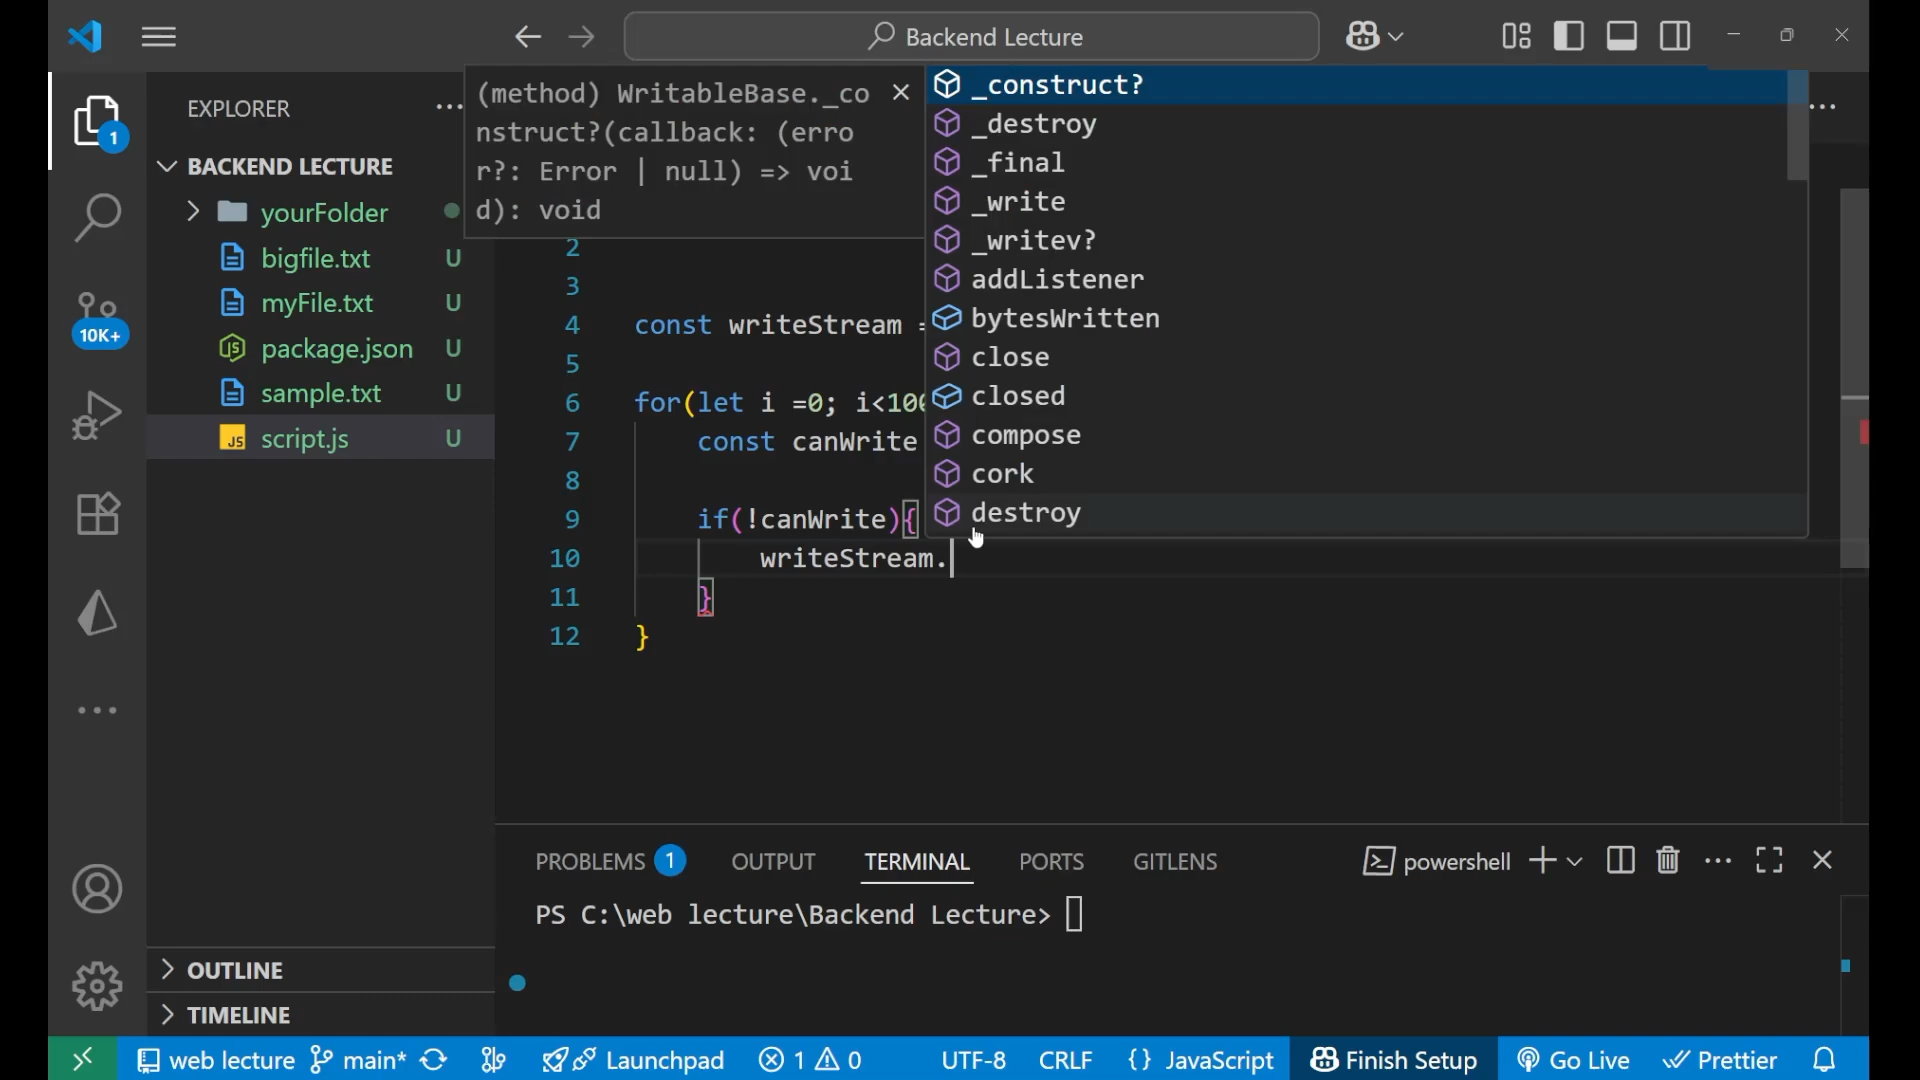 Backend Lecture
EXPLORER
BACKEND LECTURE
yourFolder
bigfile.txt U
myFile.txt U
package.json U
sample.txt U
JS script.js U
1
10K+
OUTLINE
TIMELINE
(method) WritableBase._co
nstruct?(callback: (erro
r?: Error | null) => voi
d): void
_construct?
_destroy
_final
_write
_writev?
addListener
bytesWritten
close
closed
compose
cork
destroy
2
3
4 const writeStream =
5
6 for(let i =0; i<100
7 const canWrite
8
9 if(!canWrite){
10 writeStream.
11 }
12 }
PROBLEMS 1 OUTPUT TERMINAL PORTS GITLENS powershell
PS C:\web lecture\Backend Lecture>
web lecture main* Launchpad 1 0 UTF-8 CRLF {} JavaScript Finish Setup Go Live Prettier